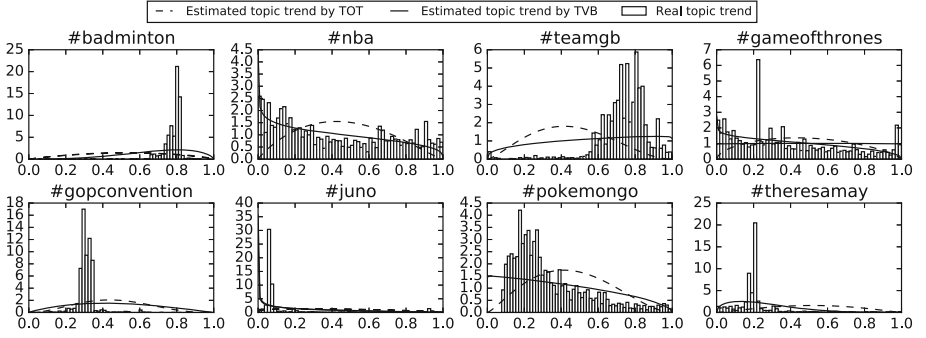 Estimated topic trend by TOT Estimated topic trend by TVB Real topic trend
#badminton #nba #teamgb #gameofthrones
25 20 15 10 5 0
4.5 4.0 3.5 3.0 2.5 2.0 1.5 1.0 0.5 0.0
6 5 4 3 2 1 0
7 6 5 4 3 2 1 0
0.0 0.2 0.4 0.6 0.8 1.0 0.0 0.2 0.4 0.6 0.8 1.0 0.0 0.2 0.4 0.6 0.8 1.0 0.0 0.2 0.4 0.6 0.8 1.0
#gopconvention #juno #pokemongo #theresamay
18 16 14 12 10 8 6 4 2 0
40 35 30 25 20 15 10 5 0
4.5 4.0 3.5 3.0 2.5 2.0 1.5 1.0 0.5 0.0
25 20 15 10 5 0
0.0 0.2 0.4 0.6 0.8 1.0 0.0 0.2 0.4 0.6 0.8 1.0 0.0 0.2 0.4 0.6 0.8 1.0 0.0 0.2 0.4 0.6 0.8 1.0